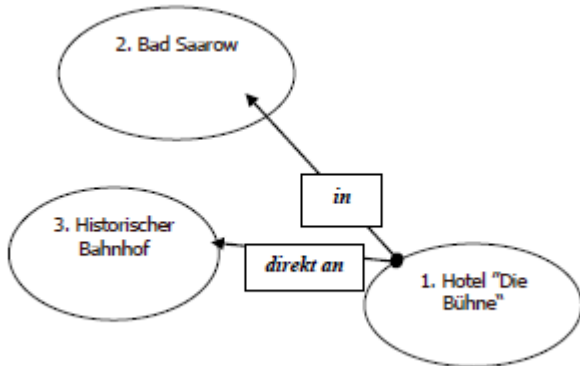 2. Bad Saarow
in
3. Historischer
Bahnhof
direkt an
1. Hotel "Die
Bühne“